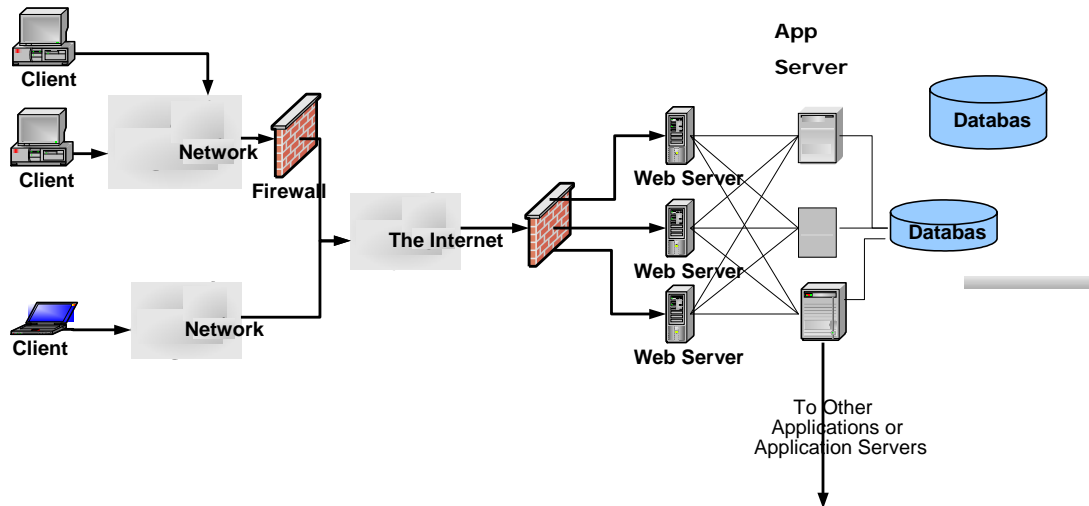 App
Server
Client
Databas
Network
Client
Firewall
Web Server
The Internet
Databas
Web Server
Network
Client
Web Server
To Other
Applications or
Application Servers